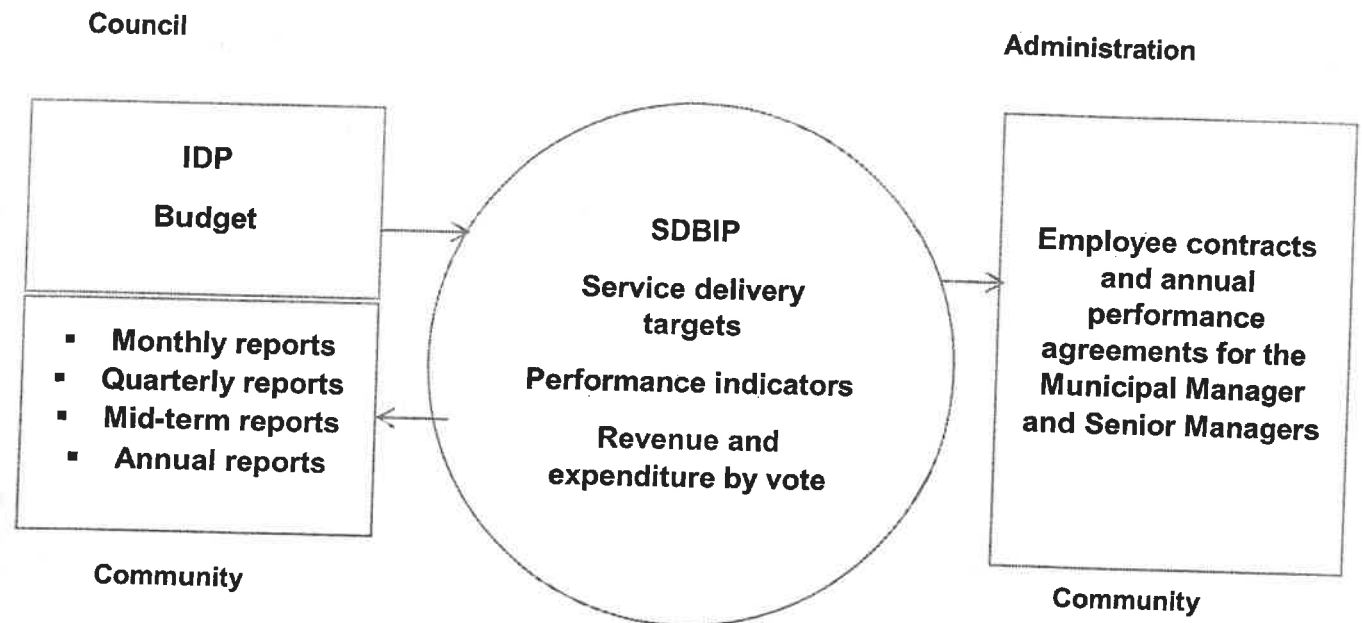 Council
Administration
IDP
Budget
▪ Monthly reports
▪ Quarterly reports
▪ Mid-term reports
▪ Annual reports
Community
SDBIP
Service delivery
targets
Performance indicators
Revenue and
expenditure by vote
Employee contracts
and annual
performance
agreements for the
Municipal Manager
and Senior Managers
Community